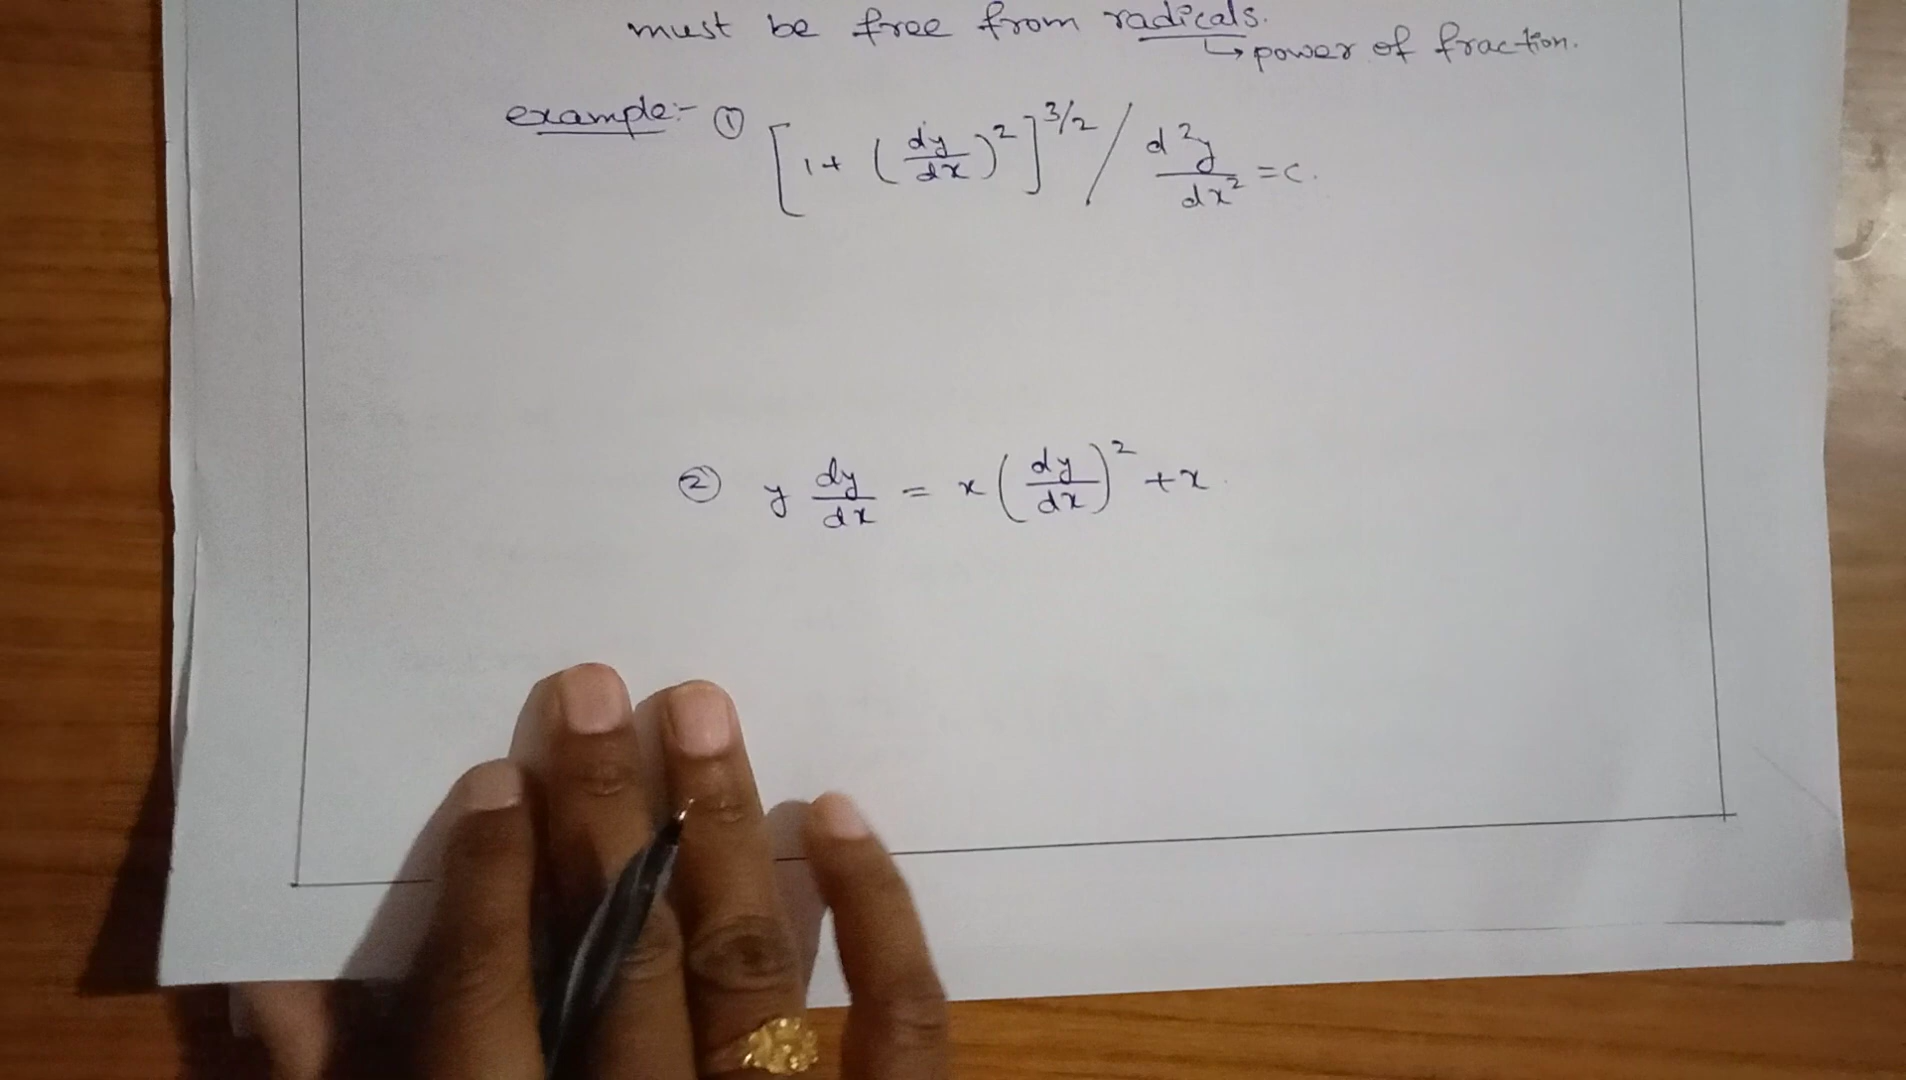 must be free from radicals.
↳ power of fraction.
example:- ① [1+ (dy/dx)²]^3/2 / d²y/dx² = c.
② y dy/dx = x (dy/dx)² + x.